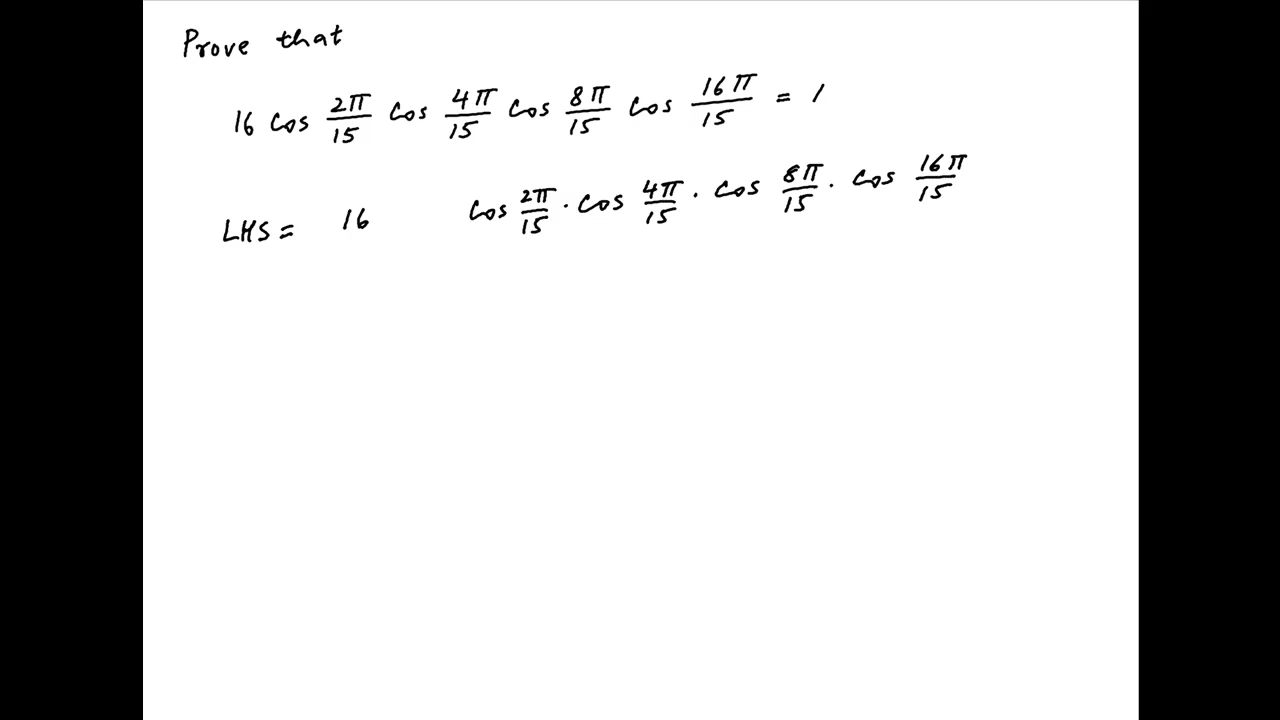 Prove that
16 cos 2π/15 cos 4π/15 cos 8π/15 cos 16π/15 = 1
LHS = 16 cos 2π/15 · cos 4π/15 · cos 8π/15 · cos 16π/15